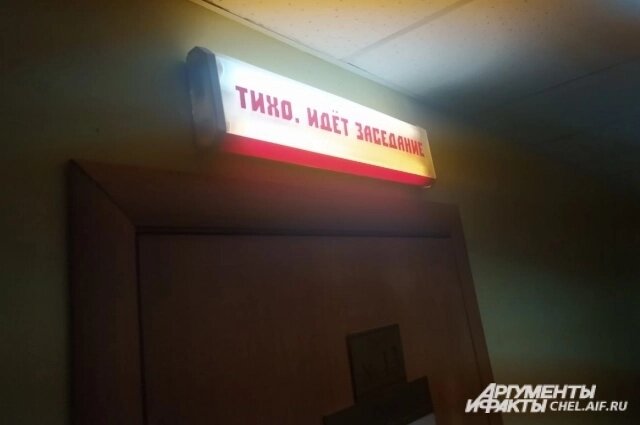 ТИХО. ИДЁТ ЗАСЕДАНИЕ
АРГУМЕНТЫ
И ФАКТЫ CHEL.AIF.RU